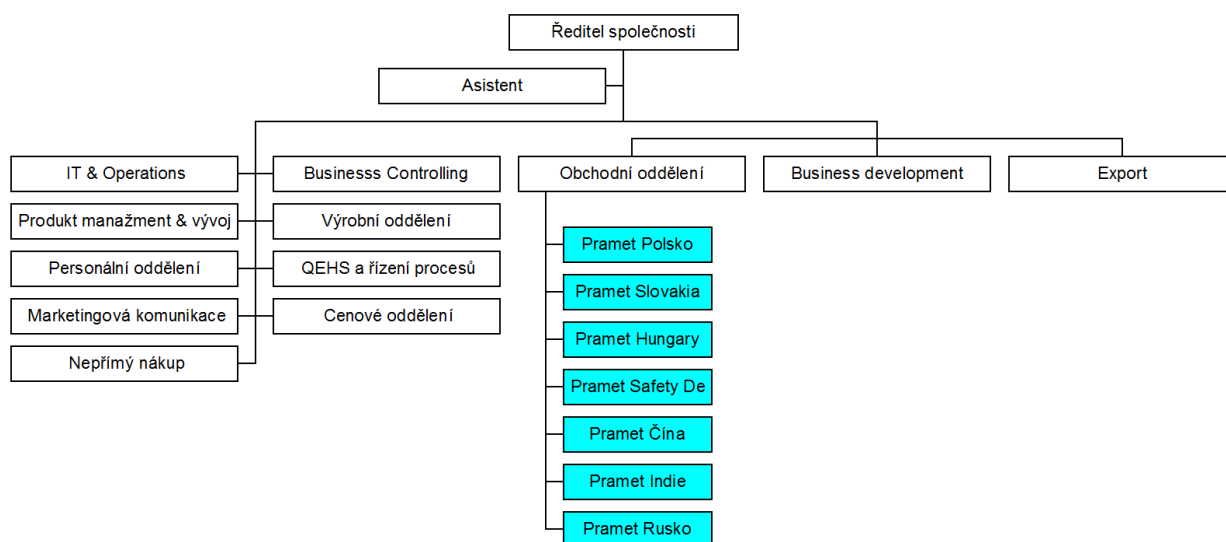 Ředitel společnosti
Asistent
IT & Operations
Businesss Controlling
Obchodní oddělení
Business development
Export
Produkt manažment & vývoj
Výrobní oddělení
Personální oddělení
QEHS a řízení procesů
Marketingová komunikace
Cenové oddělení
Nepřímý nákup
Pramet Polsko
Pramet Slovakia
Pramet Hungary
Pramet Safety De
Pramet Čína
Pramet Indie
Pramet Rusko